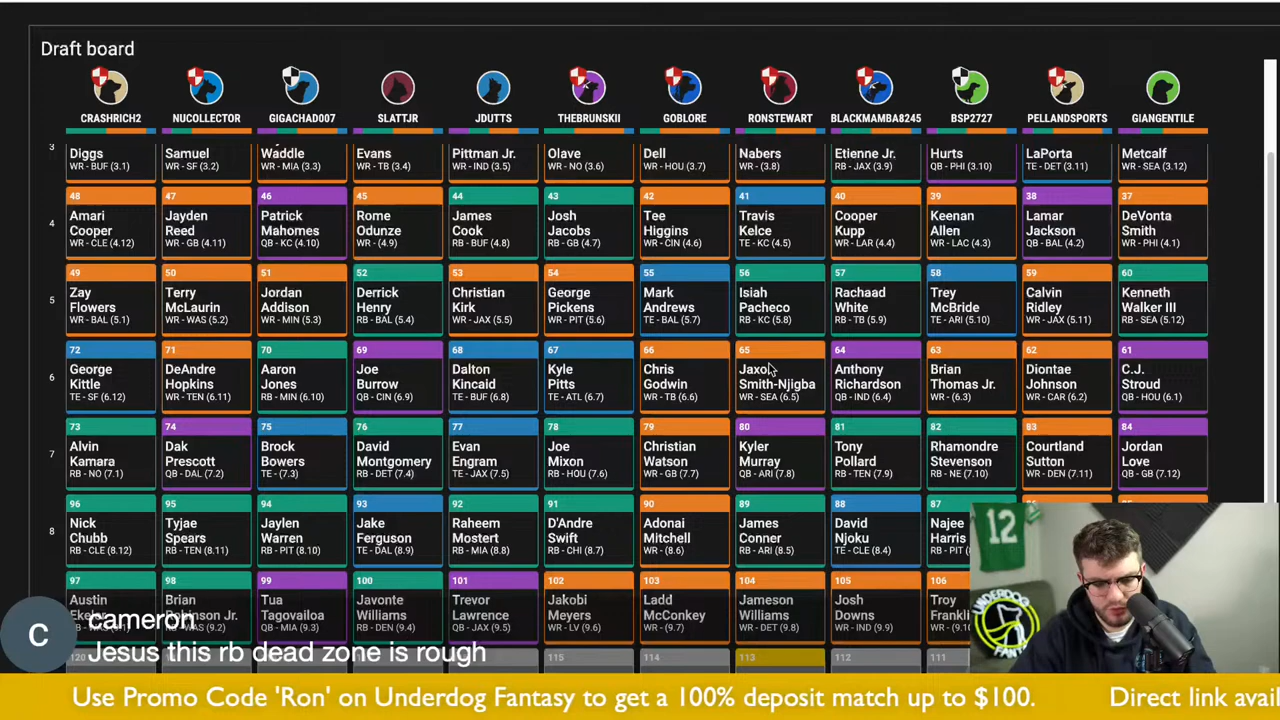 Draft board
CRASHRICH2 NUCOLLECTOR GIGACHAD007 SLATTJR JDUTTS THEBRUNSKII GOBLORE RONSTEWART BLACKMAMBA8245 BSP2727 PELLANDSPORTS GIANGENTILE
3
Diggs Samuel Waddle Evans Pittman Jr. Olave Dell Nabers Etienne Jr. Hurts LaPorta Metcalf
WR - BUF (3.1) WR - SF (3.2) WR - MIA (3.3) WR - TB (3.4) WR - IND (3.5) WR - NO (3.6) WR - HOU (3.7) WR - (3.8) RB - JAX (3.9) QB - PHI (3.10) TE - DET (3.11) WR - SEA (3.12)
48 47 46 45 44 43 42 41 40 39 38 37
4
Amari Jayden Patrick Rome James Josh Tee Travis Cooper Keenan Lamar DeVonta
Cooper Reed Mahomes Odunze Cook Jacobs Higgins Kelce Kupp Allen Jackson Smith
WR - CLE (4.12) WR - GB (4.11) QB - KC (4.10) WR - (4.9) RB - BUF (4.8) RB - GB (4.7) WR - CIN (4.6) TE - KC (4.5) WR - LAR (4.4) WR - LAC (4.3) QB - BAL (4.2) WR - PHI (4.1)
49 50 51 52 53 54 55 56 57 58 59 60
5
Zay Terry Jordan Derrick Christian George Mark Isiah Rachaad Trey Calvin Kenneth
Flowers McLaurin Addison Henry Kirk Pickens Andrews Pacheco White McBride Ridley Walker III
WR - BAL (5.1) WR - WAS (5.2) WR - MIN (5.3) RB - BAL (5.4) WR - JAX (5.5) WR - PIT (5.6) TE - BAL (5.7) RB - KC (5.8) RB - TB (5.9) TE - ARI (5.10) WR - JAX (5.11) RB - SEA (5.12)
72 71 70 69 68 67 66 65 64 63 62 61
6
George DeAndre Aaron Joe Dalton Kyle Chris Jaxon Anthony Brian Diontae C.J.
Kittle Hopkins Jones Burrow Kincaid Pitts Godwin Smith-Njigba Richardson Thomas Jr. Johnson Stroud
TE - SF (6.12) WR - TEN (6.11) RB - MIN (6.10) QB - CIN (6.9) TE - BUF (6.8) TE - ATL (6.7) WR - TB (6.6) WR - SEA (6.5) QB - IND (6.4) WR - (6.3) WR - CAR (6.2) QB - HOU (6.1)
73 74 75 76 77 78 79 80 81 82 83 84
7
Alvin Dak Brock David Evan Joe Christian Kyler Tony Rhamondre Courtland Jordan
Kamara Prescott Bowers Montgomery Engram Mixon Watson Murray Pollard Stevenson Sutton Love
RB - NO (7.1) QB - DAL (7.2) TE - (7.3) RB - DET (7.4) TE - JAX (7.5) RB - HOU (7.6) WR - GB (7.7) QB - ARI (7.8) RB - TEN (7.9) RB - NE (7.10) WR - DEN (7.11) QB - GB (7.12)
96 95 94 93 92 91 90 89 88 87
8
Nick Tyjae Jaylen Jake Raheem D'Andre Adonai James David Najee
Chubb Spears Warren Ferguson Mostert Swift Mitchell Conner Njoku Harris
RB - CLE (8.12) RB - TEN (8.11) RB - PIT (8.10) TE - DAL (8.9) RB - MIA (8.8) RB - CHI (8.7) WR - (8.6) RB - ARI (8.5) TE - CLE (8.4) RB - PIT
97 98 99 100 101 102 103 104 105 106
Austin Brian Tua Javonte Trevor Jakobi Ladd Jameson Josh Troy
Ekeler Robinson Jr. Tagovailoa Williams Lawrence Meyers McConkey Williams Downs Franklin
(9.2) QB - MIA (9.3) RB - DEN (9.4) QB - JAX (9.5) WR - LV (9.6) WR - (9.7) WR - DET (9.8) WR - IND (9.9) WR - (9.10)
120 115 114 113 112 111
12
UNDERDOG
FANTASY
C
cameron
Jesus this rb dead zone is rough
Use Promo Code 'Ron' on Underdog Fantasy to get a 100% deposit match up to $100. Direct link avai